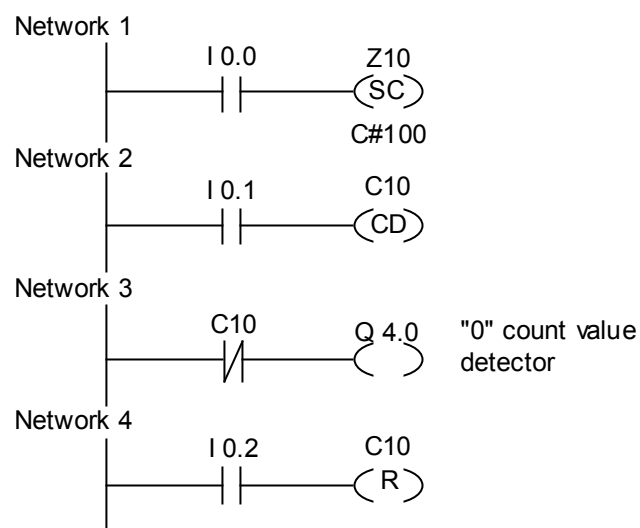 Network 1
I 0.0
Z10
SC
C#100
Network 2
I 0.1
C10
CD
Network 3
C10
Q 4.0
"0" count value
detector
Network 4
I 0.2
C10
R